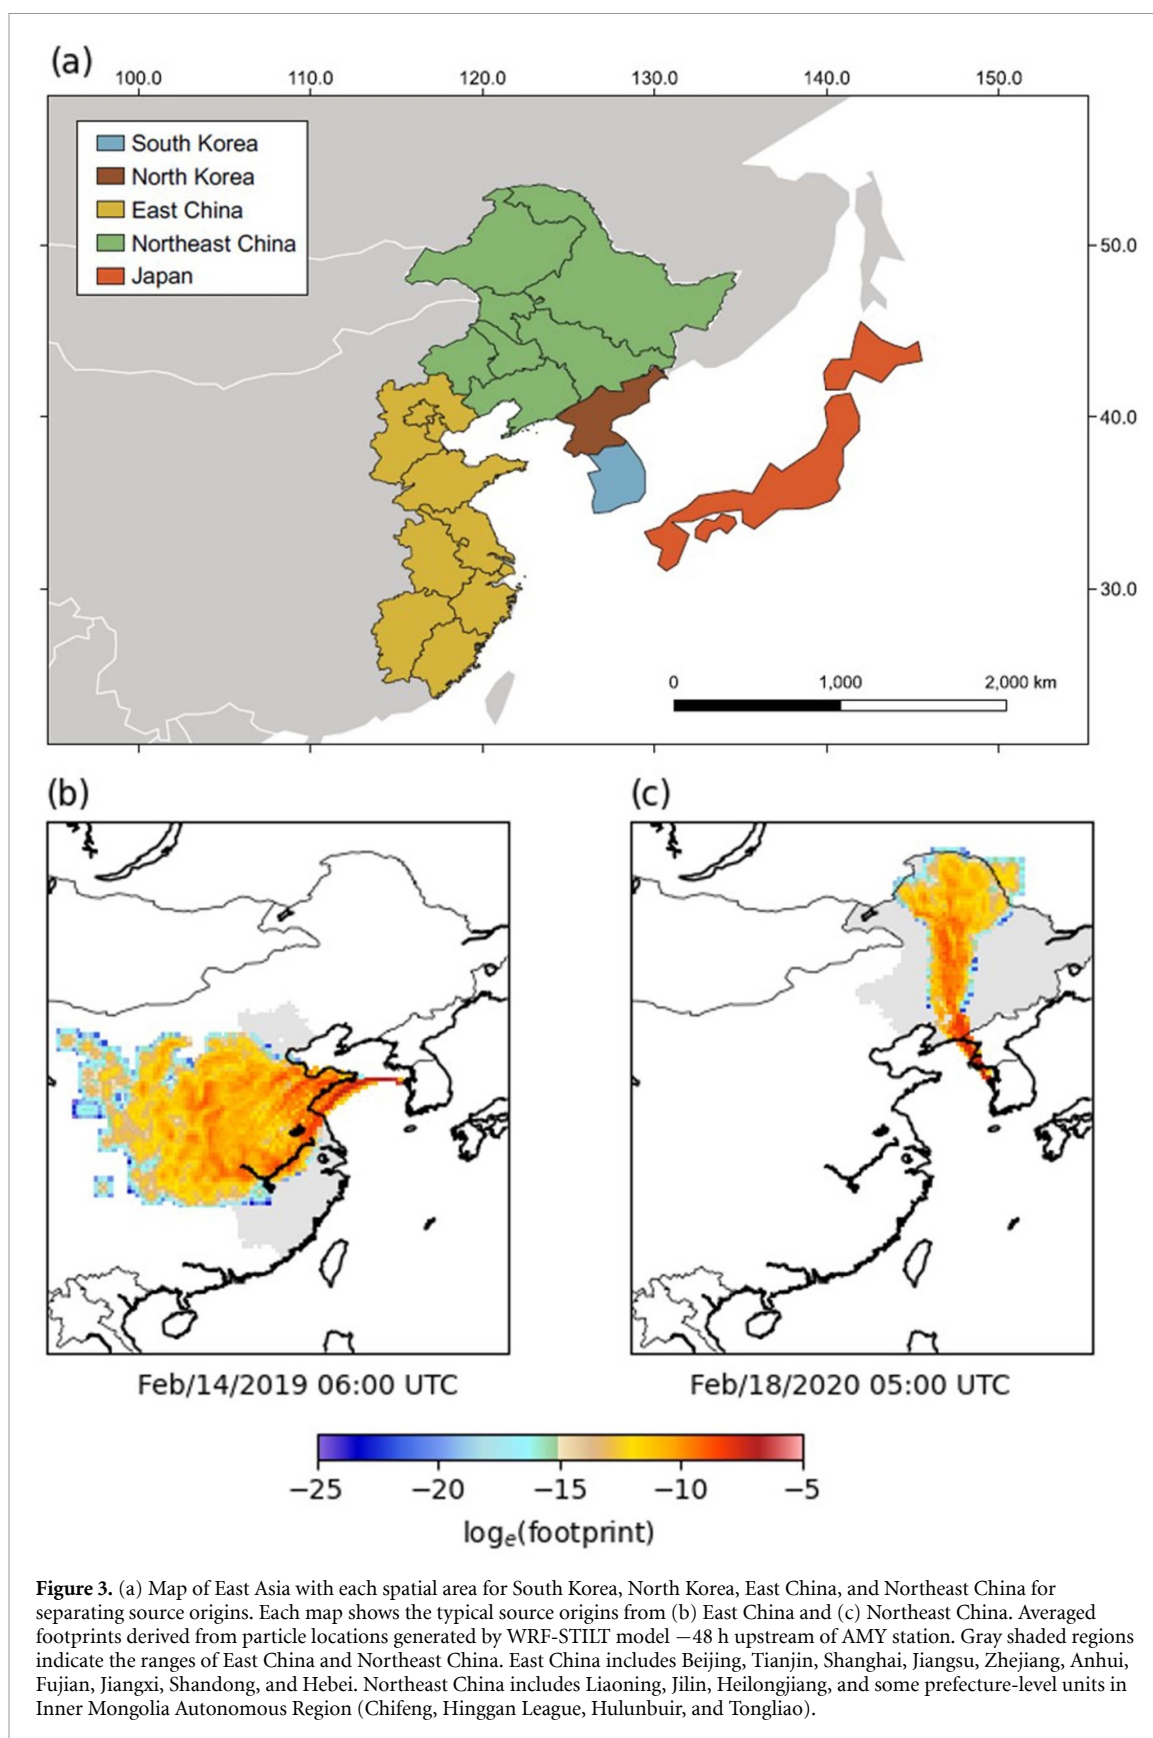 (a)
100.0 110.0 120.0 130.0 140.0 150.0
South Korea
North Korea
East China
Northeast China
Japan
50.0
40.0
30.0
0 1,000 2,000 km
(b) (c)
Feb/14/2019 06:00 UTC Feb/18/2020 05:00 UTC
−25 −20 −15 −10 −5
logₑ(footprint)
Figure 3. (a) Map of East Asia with each spatial area for South Korea, North Korea, East China, and Northeast China for
separating source origins. Each map shows the typical source origins from (b) East China and (c) Northeast China. Averaged
footprints derived from particle locations generated by WRF-STILT model −48 h upstream of AMY station. Gray shaded regions
indicate the ranges of East China and Northeast China. East China includes Beijing, Tianjin, Shanghai, Jiangsu, Zhejiang, Anhui,
Fujian, Jiangxi, Shandong, and Hebei. Northeast China includes Liaoning, Jilin, Heilongjiang, and some prefecture-level units in
Inner Mongolia Autonomous Region (Chifeng, Hinggan League, Hulunbuir, and Tongliao).